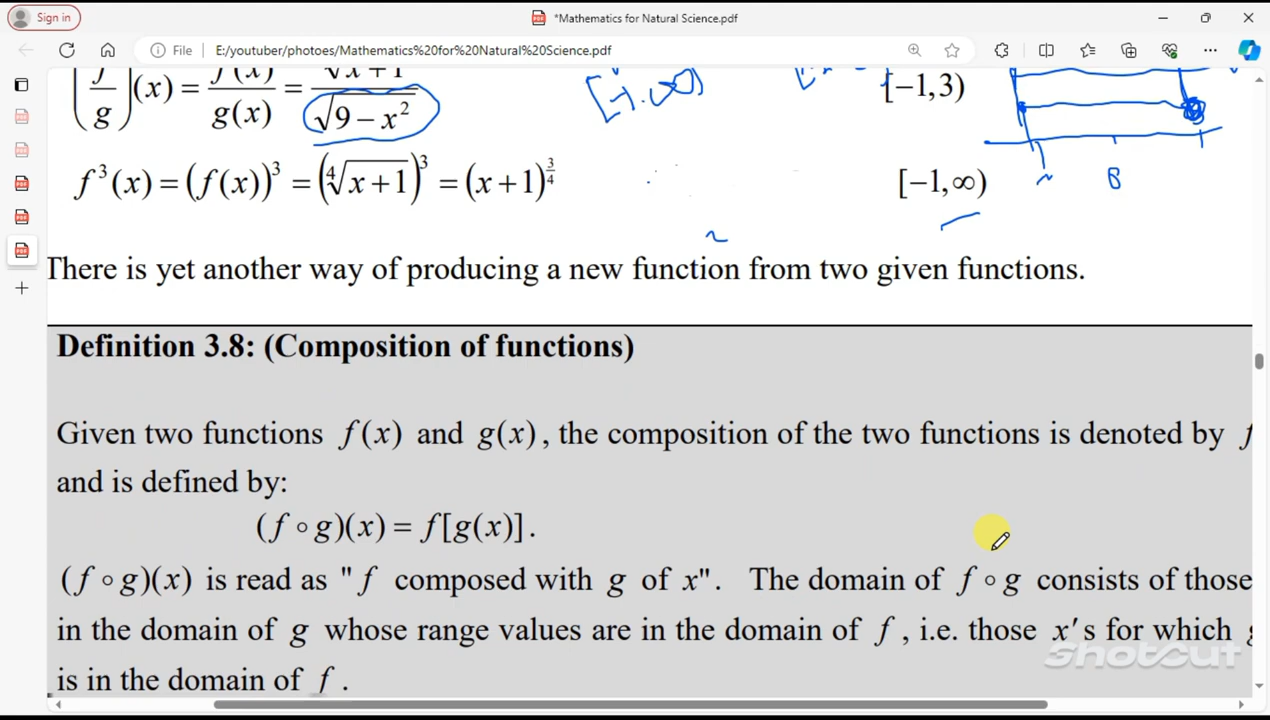 Sign in
*Mathematics for Natural Science.pdf
File E:/youtuber/photoes/Mathematics%20for%20Natural%20Science.pdf
(f/g)(x) = f(x)/g(x) = √x+1/√9 − x² [-1,∞) [−1,3)
f³(x) = (f(x))³ = (∜x+1)³ = (x+1)^(3/4) [−1,∞) B
There is yet another way of producing a new function from two given functions.
Definition 3.8: (Composition of functions)
Given two functions f(x) and g(x), the composition of the two functions is denoted by f
and is defined by:
(f ∘ g)(x) = f[g(x)].
(f ∘ g)(x) is read as " f composed with g of x". The domain of f ∘ g consists of those
in the domain of g whose range values are in the domain of f , i.e. those x's for which g
is in the domain of f .
Shotcut